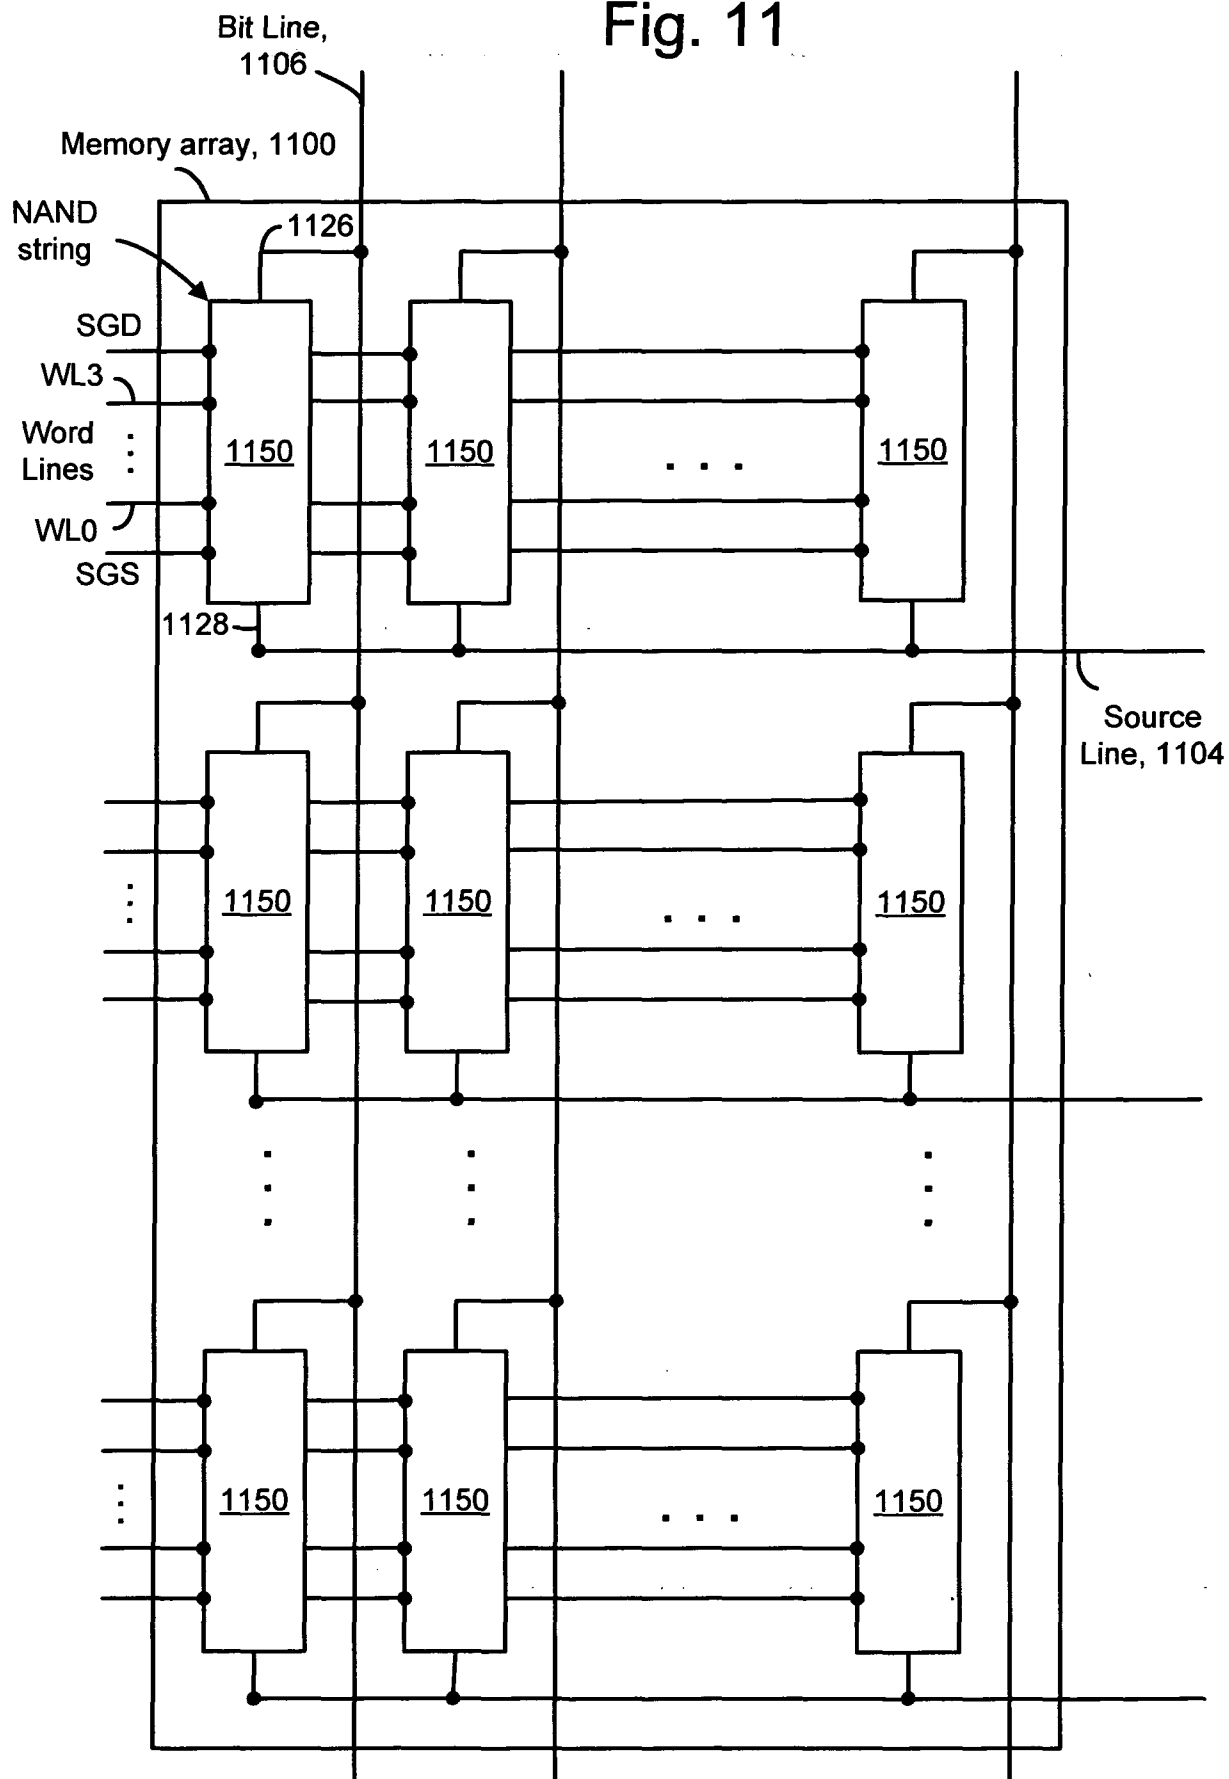 Fig. 11
Bit Line,
1106
Memory array, 1100
NAND
string
1126
SGD
WL3
Word
Lines
WL0
SGS
1150
1150
1150
1128
Source
Line, 1104
1150
1150
1150
1150
1150
1150